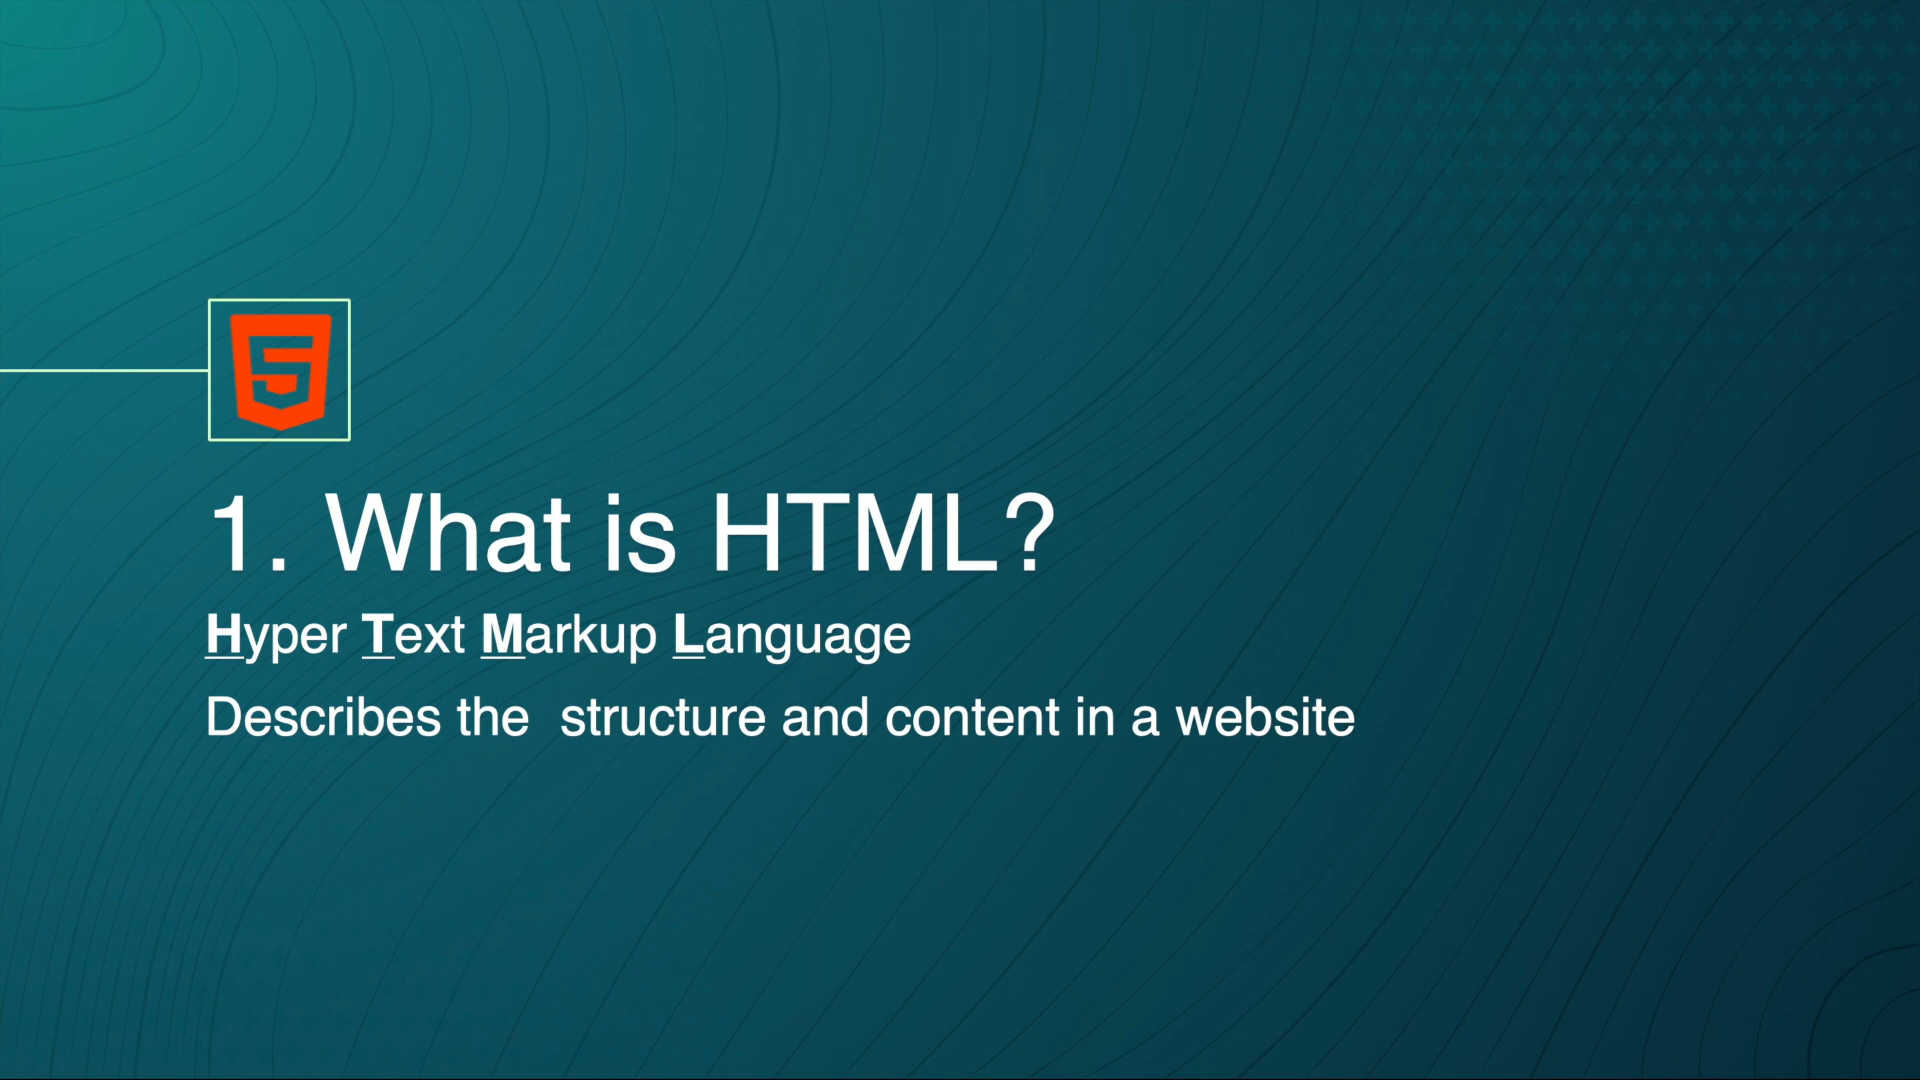 1. What is HTML?
Hyper Text Markup Language
Describes the  structure and content in a website